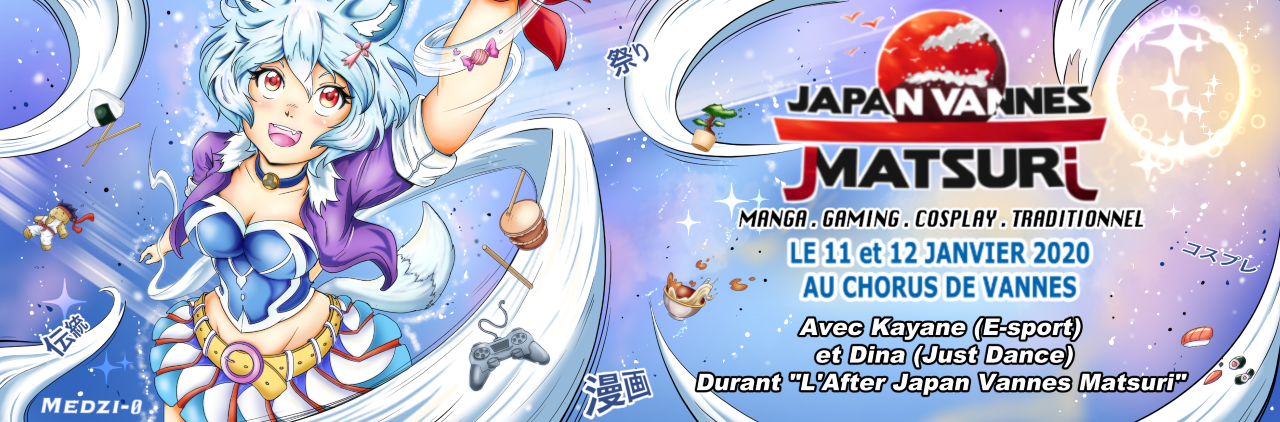 祭り
JAPAN VANNES
MATSURi
MANGA . GAMING . COSPLAY . TRADITIONNEL
LE 11 et 12 JANVIER 2020
AU CHORUS DE VANNES
コスプレ
Avec Kayane (E-sport)
et Dina (Just Dance)
Durant "L'After Japan Vannes Matsuri"
伝統
漫画
MEDZI-0